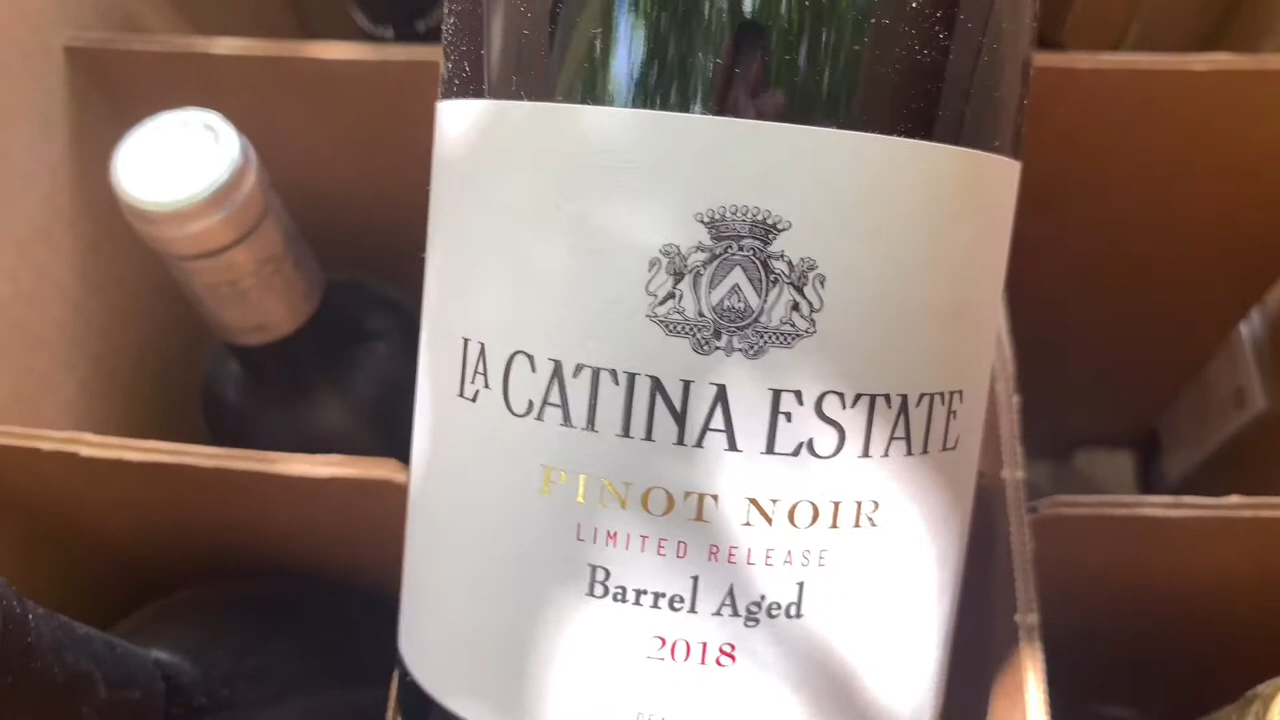 LA CATINA ESTATE
PINOT NOIR
LIMITED RELEASE
Barrel Aged
2018